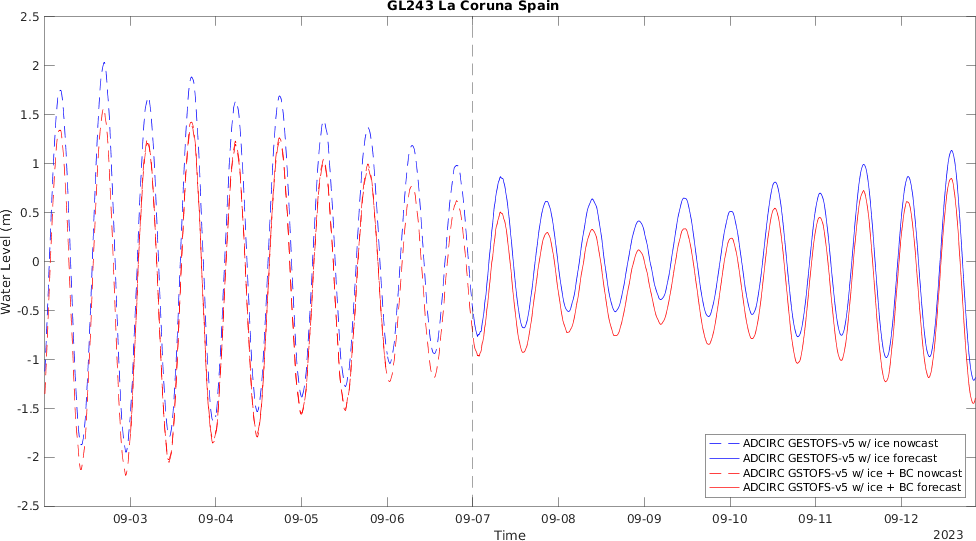 GL243 La Coruna Spain
2.5
2
1.5
1
0.5
0
-0.5
-1
-1.5
-2
-2.5
Water Level (m)
ADCIRC GESTOFS-v5 w/ ice nowcast
ADCIRC GESTOFS-v5 w/ ice forecast
ADCIRC GSTOFS-v5 w/ ice + BC nowcast
ADCIRC GSTOFS-v5 w/ ice + BC forecast
09-03 09-04 09-05 09-06 09-07 09-08 09-09 09-10 09-11 09-12
Time
2023